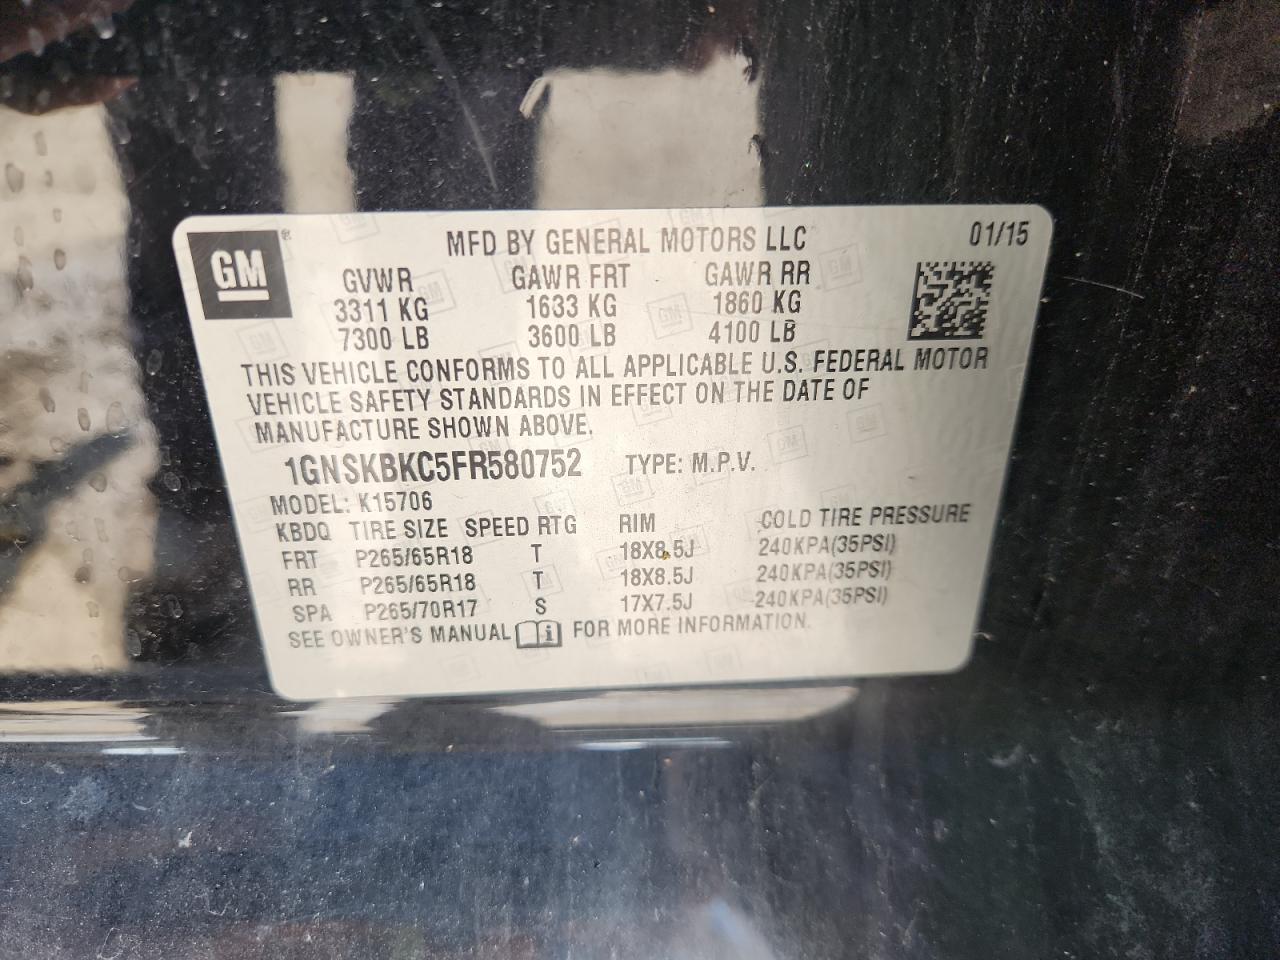 GM ® MFD BY GENERAL MOTORS LLC 01/15
GVWR GAWR FRT GAWR RR
3311 KG 1633 KG 1860 KG
7300 LB 3600 LB 4100 LB
THIS VEHICLE CONFORMS TO ALL APPLICABLE U.S. FEDERAL MOTOR
VEHICLE SAFETY STANDARDS IN EFFECT ON THE DATE OF
MANUFACTURE SHOWN ABOVE.
1GNSKBKC5FR580752 TYPE: M.P.V.
MODEL: K15706
KBDQ TIRE SIZE SPEED RTG RIM COLD TIRE PRESSURE
FRT P265/65R18 T 18X8.5J 240KPA(35PSI)
RR P265/65R18 T 18X8.5J 240KPA(35PSI)
SPA P265/70R17 S 17X7.5J 240KPA(35PSI)
SEE OWNER'S MANUAL i FOR MORE INFORMATION.